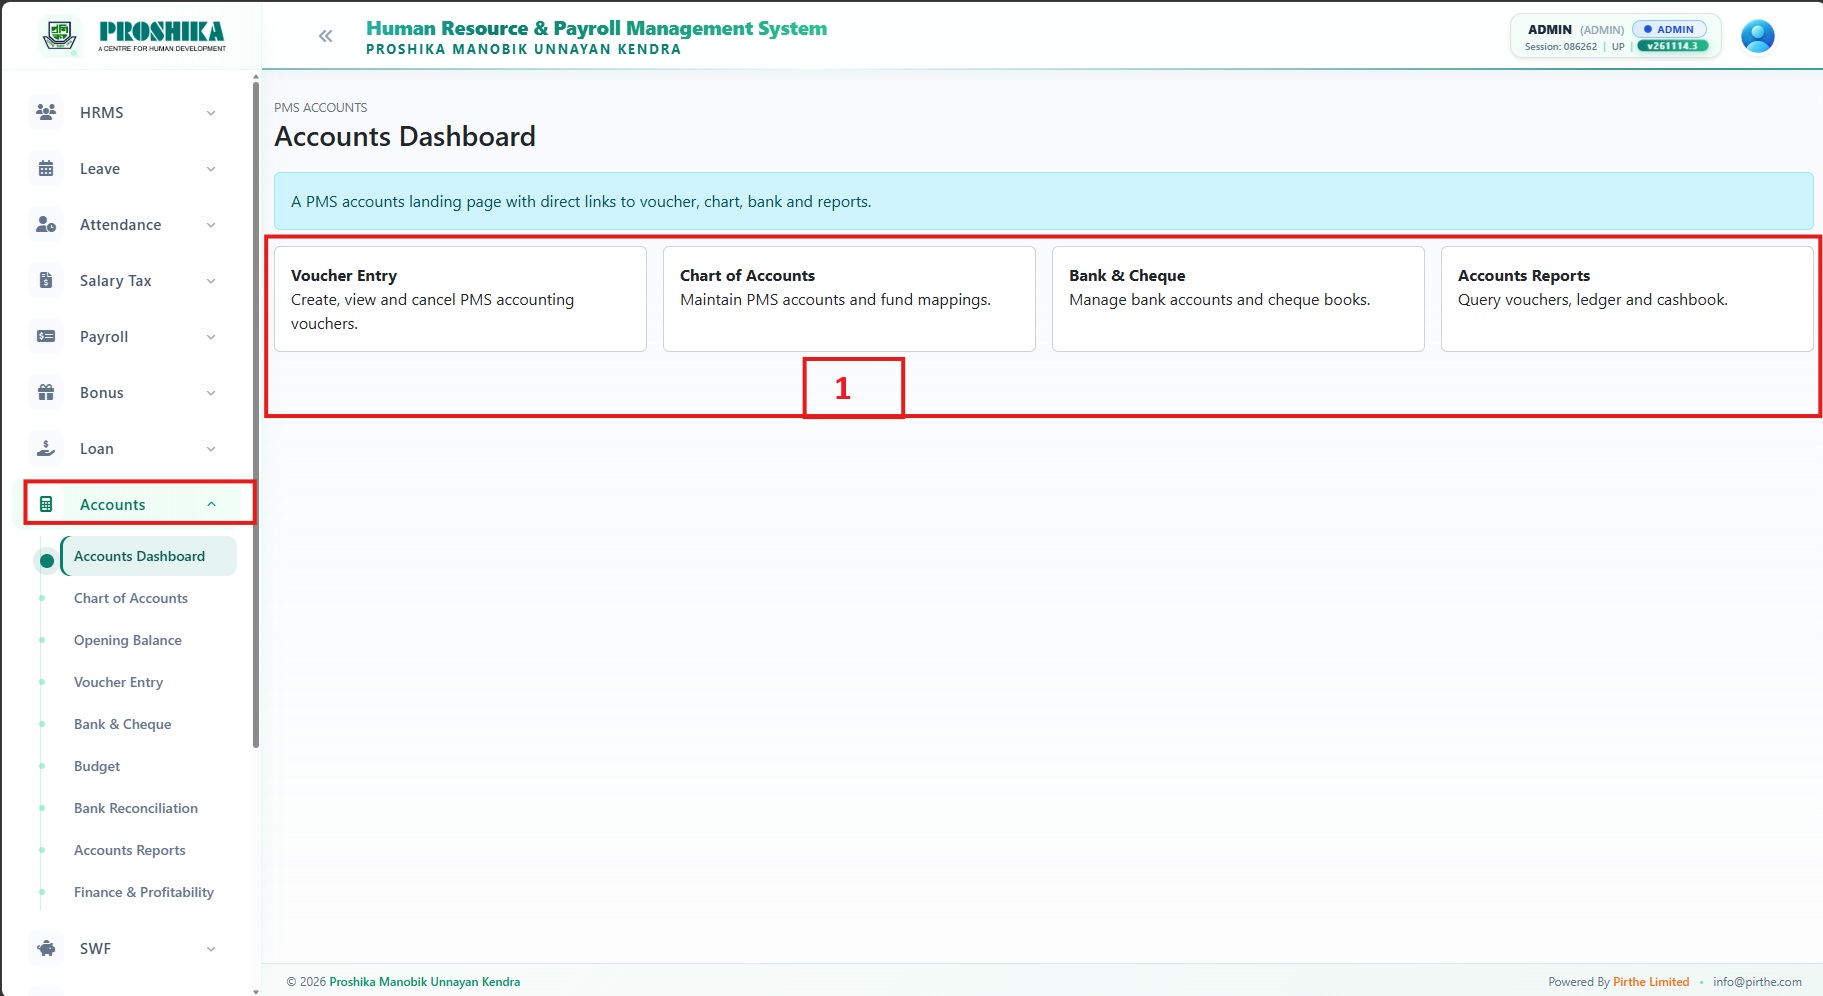 PROSHIKA
A CENTRE FOR HUMAN DEVELOPMENT
Human Resource & Payroll Management System
PROSHIKA MANOBIK UNNAYAN KENDRA
ADMIN (ADMIN) ADMIN
Session: 086262 | UP | v261114.3
HRMS
Leave
Attendance
Salary Tax
Payroll
Bonus
Loan
Accounts
Accounts Dashboard
Chart of Accounts
Opening Balance
Voucher Entry
Bank & Cheque
Budget
Bank Reconciliation
Accounts Reports
Finance & Profitability
SWF
PMS ACCOUNTS
Accounts Dashboard
A PMS accounts landing page with direct links to voucher, chart, bank and reports.
Voucher Entry
Create, view and cancel PMS accounting
vouchers.
Chart of Accounts
Maintain PMS accounts and fund mappings.
Bank & Cheque
Manage bank accounts and cheque books.
Accounts Reports
Query vouchers, ledger and cashbook.
1
© 2026 Proshika Manobik Unnayan Kendra
Powered By Pirthe Limited • info@pirthe.com